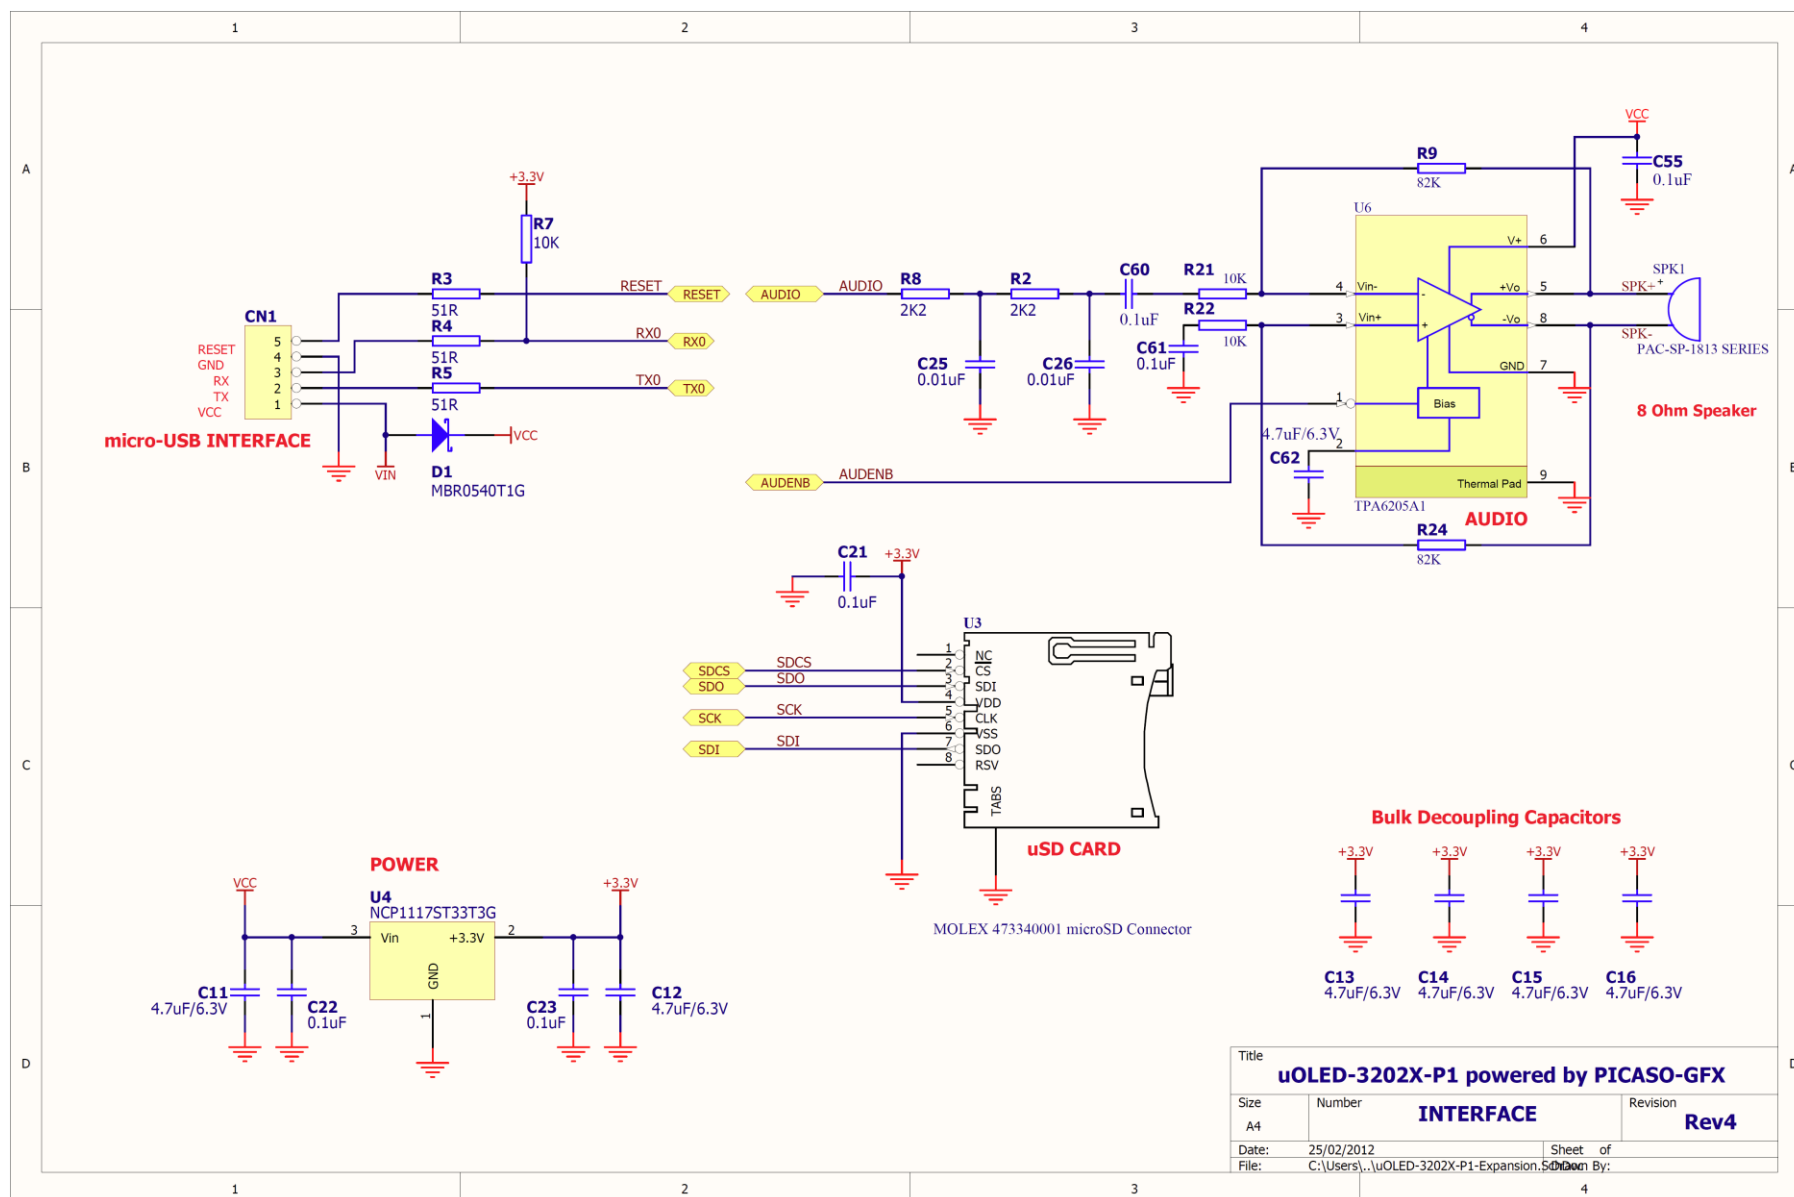 1
2
3
4
A
A
B
B
C
C
D
D
1
2
3
4
+3.3V
R7
10K
R3
51R
RESET
RESET
R4
51R
RX0
RX0
R5
51R
TX0
TX0
CN1
5
4
3
2
1
RESET
GND
RX
TX
VCC
micro-USB INTERFACE
VIN
D1
MBR0540T1G
VCC
AUDIO
AUDIO
R8
2K2
R2
2K2
C25
0.01uF
C26
0.01uF
C60
0.1uF
R21
10K
R22
10K
C61
0.1uF
AUDENB
AUDENB
R9
82K
VCC
C55
0.1uF
U6
V+
6
4
Vin-
3
Vin+
-
+
+Vo
5
-Vo
8
GND
7
1
Bias
4.7uF/6.3V
2
C62
Thermal Pad
9
TPA6205A1
AUDIO
R24
82K
SPK1
SPK+
+
SPK-
PAC-SP-1813 SERIES
8 Ohm Speaker
C21
0.1uF
+3.3V
U3
SDCS
SDCS
SDO
SDO
SCK
SCK
SDI
SDI
1
NC
2
CS
3
SDI
4
VDD
5
CLK
6
VSS
7
SDO
8
RSV
TABS
uSD CARD
MOLEX 473340001 microSD Connector
POWER
VCC
U4
NCP1117ST33T3G
3
Vin
+3.3V
2
GND
1
+3.3V
C11
4.7uF/6.3V
C22
0.1uF
C23
0.1uF
C12
4.7uF/6.3V
Bulk Decoupling Capacitors
+3.3V
+3.3V
+3.3V
+3.3V
C13
4.7uF/6.3V
C14
4.7uF/6.3V
C15
4.7uF/6.3V
C16
4.7uF/6.3V
Title
uOLED-3202X-P1 powered by PICASO-GFX
Size
A4
Number
INTERFACE
Revision
Rev4
Date:
25/02/2012
Sheet of
File:
C:\Users\..\uOLED-3202X-P1-Expansion.SchDoc
Drawn By: